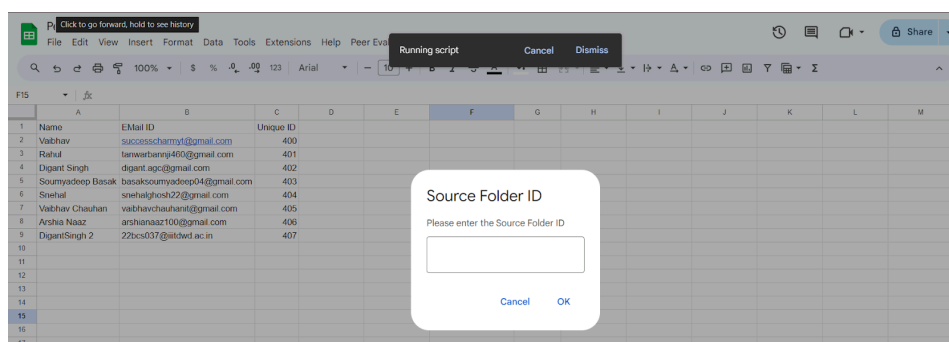 Pe
Click to go forward, hold to see history
File Edit View Insert Format Data Tools Extensions Help Peer Eval
Share
Running script Cancel Dismiss
100% $ % .0 .00 123 Arial 10
F15 fx
A B C D E F G H I J K L M
1 Name EMail ID Unique ID
2 Vaibhav successcharmyt@gmail.com 400
3 Rahul tanwarbannji460@gmail.com 401
4 Digant Singh digant.agc@gmail.com 402
5 Soumyadeep Basak basaksoumyadeep04@gmail.com 403
6 Snehal snehalghosh22@gmail.com 404
7 Vaibhav Chauhan vaibhavchauhanit@gmail.com 405
8 Arshia Naaz arshianaaz100@gmail.com 406
9 DigantSingh 2 22bcs037@iiitdwd.ac.in 407
10
11
12
13
14
15
16
Source Folder ID
Please enter the Source Folder ID
Cancel OK